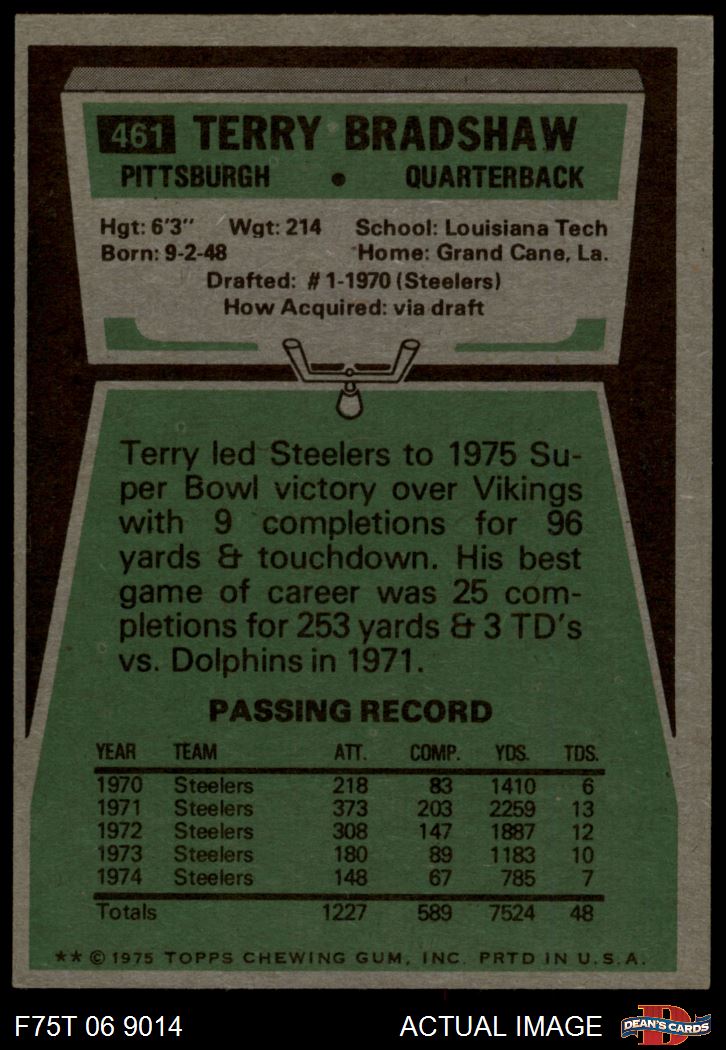 461 TERRY BRADSHAW
PITTSBURGH • QUARTERBACK
Hgt: 6'3" Wgt: 214 School: Louisiana Tech
Born: 9-2-48 Home: Grand Cane, La.
Drafted: #1-1970 (Steelers)
How Acquired: via draft
Terry led Steelers to 1975 Su-
per Bowl victory over Vikings
with 9 completions for 96
yards & touchdown. His best
game of career was 25 com-
pletions for 253 yards & 3 TD's
vs. Dolphins in 1971.
PASSING RECORD
YEAR TEAM ATT. COMP. YDS. TDS.
1970 Steelers 218 83 1410 6
1971 Steelers 373 203 2259 13
1972 Steelers 308 147 1887 12
1973 Steelers 180 89 1183 10
1974 Steelers 148 67 785 7
Totals 1227 589 7524 48
** © 1975 TOPPS CHEWING GUM, INC. PRTD IN U.S.A.
F75T 06 9014 ACTUAL IMAGE D DEAN'S CARDS